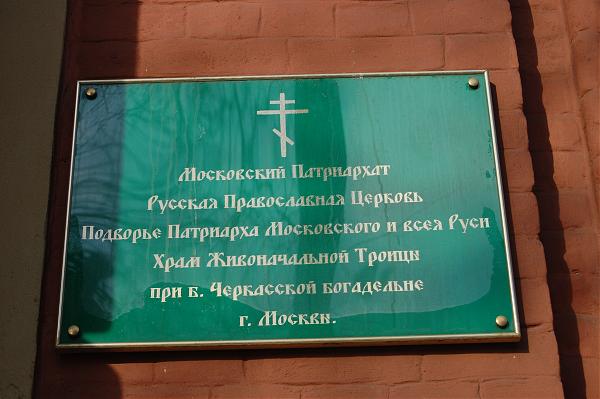 Московский Патриархат
Русская Православная Церковь
Подворье Патриарха Московского и всея Руси
Храм Живоначальной Троицы
при б. Черкасской богадельне
г. Москвы.